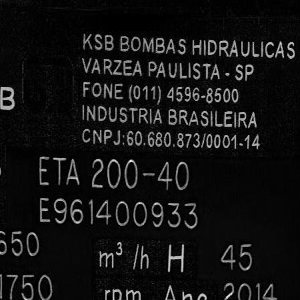 KSB BOMBAS HIDRAULICAS
VARZEA PAULISTA - SP
FONE (011) 4596-8500
B
INDUSTRIA BRASILEIRA
CNPJ:60.680.873/0001-14
ETA 200-40
E961400933
650 m³/h H 45
1750 rpm Ano 2014